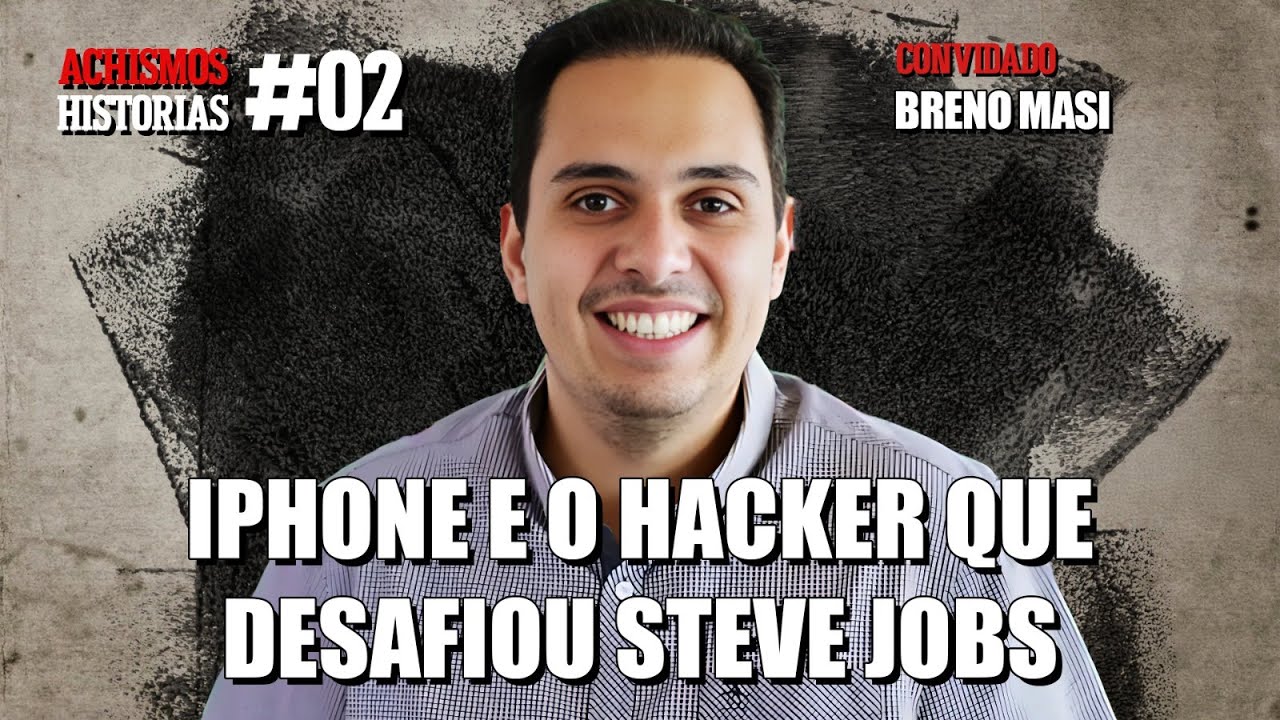 ACHISMOS
HISTORIAS
#02
CONVIDADO
BRENO MASI
IPHONE E O HACKER QUE
DESAFIOU STEVE JOBS